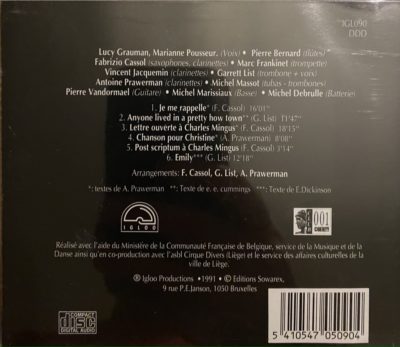 IGL090
DDD
Lucy Grauman, Marianne Pousseur. (Voix) • Pierre Bernard (flûtes) •
Fabrizio Cassol (saxophones, clarinettes) • Marc Frankinet (trompette)
Vincent Jacquemin (clarinettes) • Garrett List (trombone + voix)
Antoine Prawerman (clarinettes) • Michel Massot (tubas - trombones)
Pierre Vandormael (Guitare) • Michel Marissiaux (Basse) • Michel Debrulle (Batterie)
1. Je me rappelle* (F. Cassol) 16'01"
2. Anyone lived in a pretty how town** (G. List) 11'47"
3. Lettre ouverte à Charles Mingus (F. Cassol) 18'15"
4. Chanson pour Christine* (A. Prawerman) 8'08"
5. Post scriptum à Charles Mingus (F. Cassol) 3'14"
6. Emily*** (G. List) 12'18"
Arrangements: F. Cassol, G. List, A. Prawerman
*: textes de A. Prawerman **: Texte de e.e. cummings ***: Texte de E.Dickinson
IGLOO
001
Réalisé avec l'aide du Ministère de la Communauté Française de Belgique, service de la Musique et de la
Danse ainsi qu'en co-production avec l'asbl Cirque Divers (Liège) et le service des affaires culturelles de la
ville de Liège.
COMPACT
disc
DIGITAL AUDIO
℗ Igloo Productions • 1991 • © Editions Sowarex,
9 rue P.E.Janson, 1050 Bruxelles
5 410547 050904